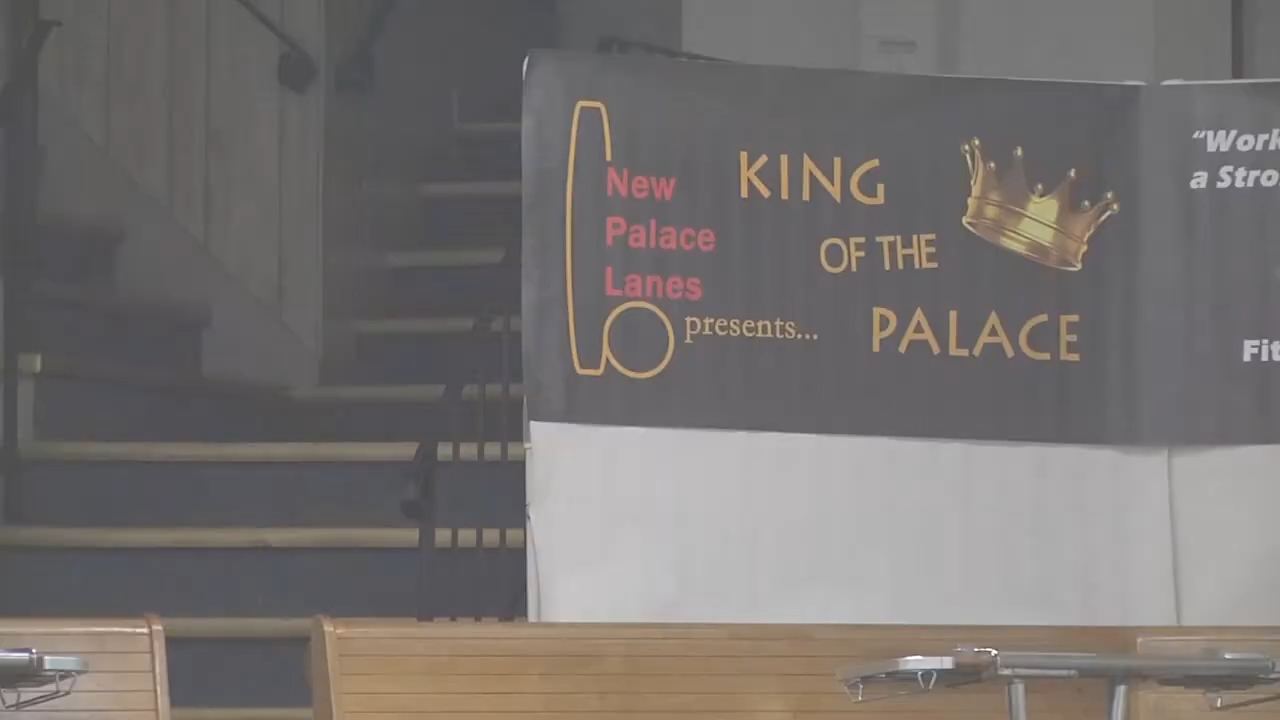 New
Palace
Lanes
presents...
KING
OF THE
PALACE
“Work
a Stro
Fit